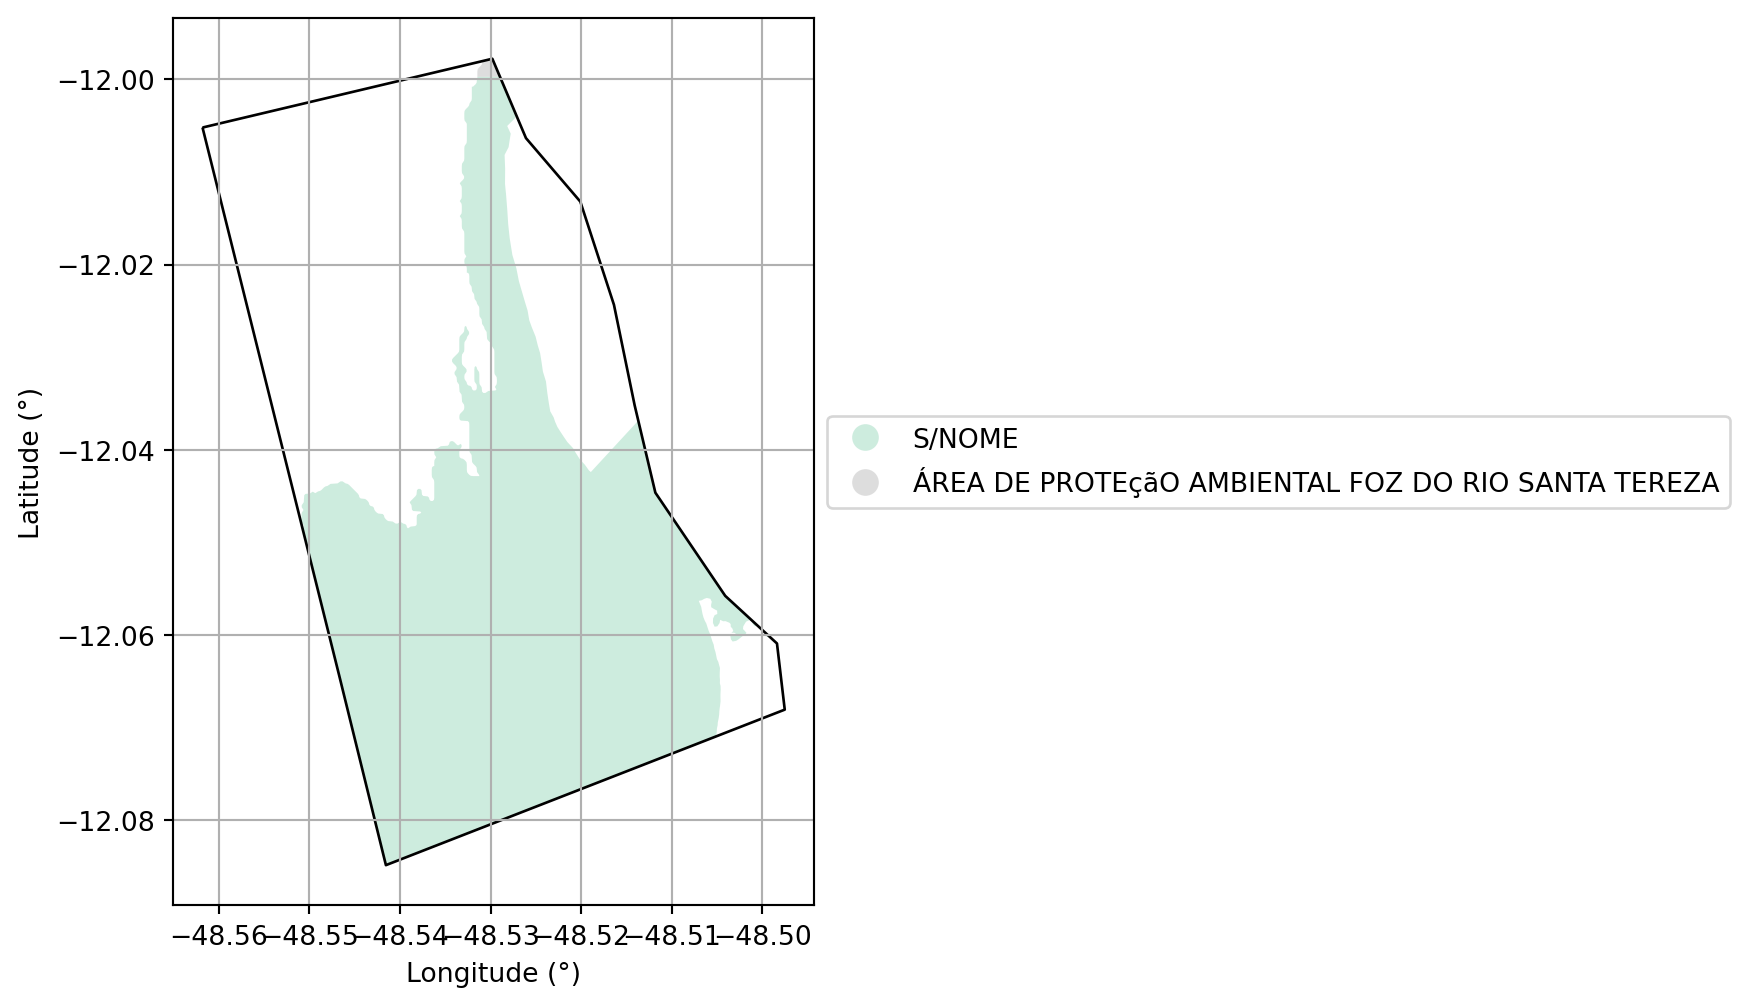 −12.00
−12.02
−12.04
−12.06
−12.08
Latitude (°)
−48.56 −48.55 −48.54 −48.53 −48.52 −48.51 −48.50
Longitude (°)
S/NOME
ÁREA DE PROTEçãO AMBIENTAL FOZ DO RIO SANTA TEREZA